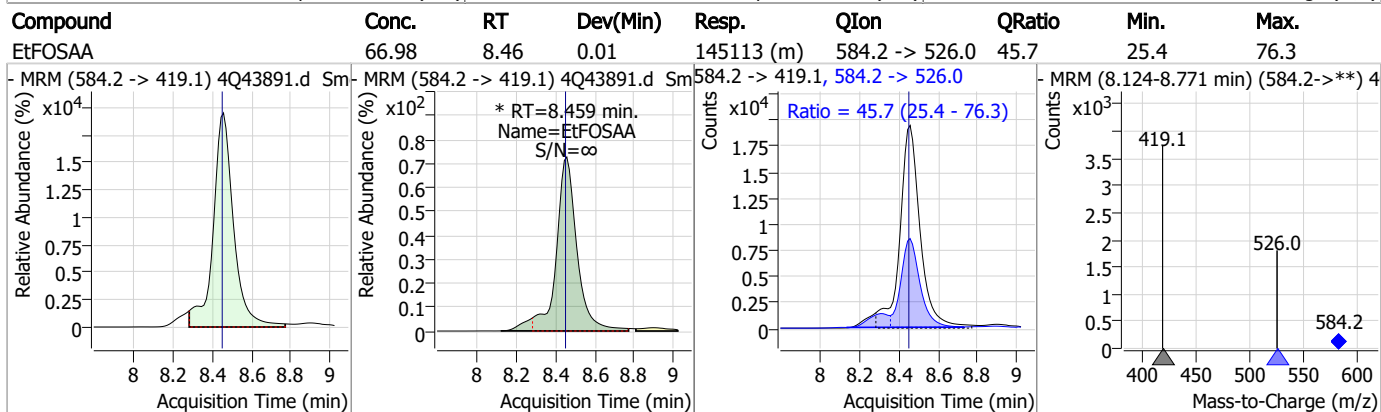 Compound Conc. RT Dev(Min) Resp. QIon QRatio Min. Max.
EtFOSAA 66.98 8.46 0.01 145113 (m) 584.2 -> 526.0 45.7 25.4 76.3
- MRM (584.2 -> 419.1) 4Q43891.d Sm
Relative Abundance (%)
x10⁴
1.5
1.25
1
0.75
0.5
0.25
0
8 8.2 8.4 8.6 8.8 9
Acquisition Time (min)
- MRM (584.2 -> 419.1) 4Q43891.d Sm
Relative Abundance (%)
x10²
* RT=8.459 min.
Name=EtFOSAA
S/N=∞
0.8
0.7
0.6
0.5
0.4
0.3
0.2
0.1
0
8 8.2 8.4 8.6 8.8 9
Acquisition Time (min)
584.2 -> 419.1, 584.2 -> 526.0
Counts
x10⁴
Ratio = 45.7 (25.4 - 76.3)
1.75
1.5
1.25
1
0.75
0.5
0.25
0
8 8.2 8.4 8.6 8.8 9
Acquisition Time (min)
- MRM (8.124-8.771 min) (584.2->**) 4
Counts
x10³
419.1
3.5
3
2.5
2
526.0
1.5
1
584.2
0.5
0
400 450 500 550 600
Mass-to-Charge (m/z)